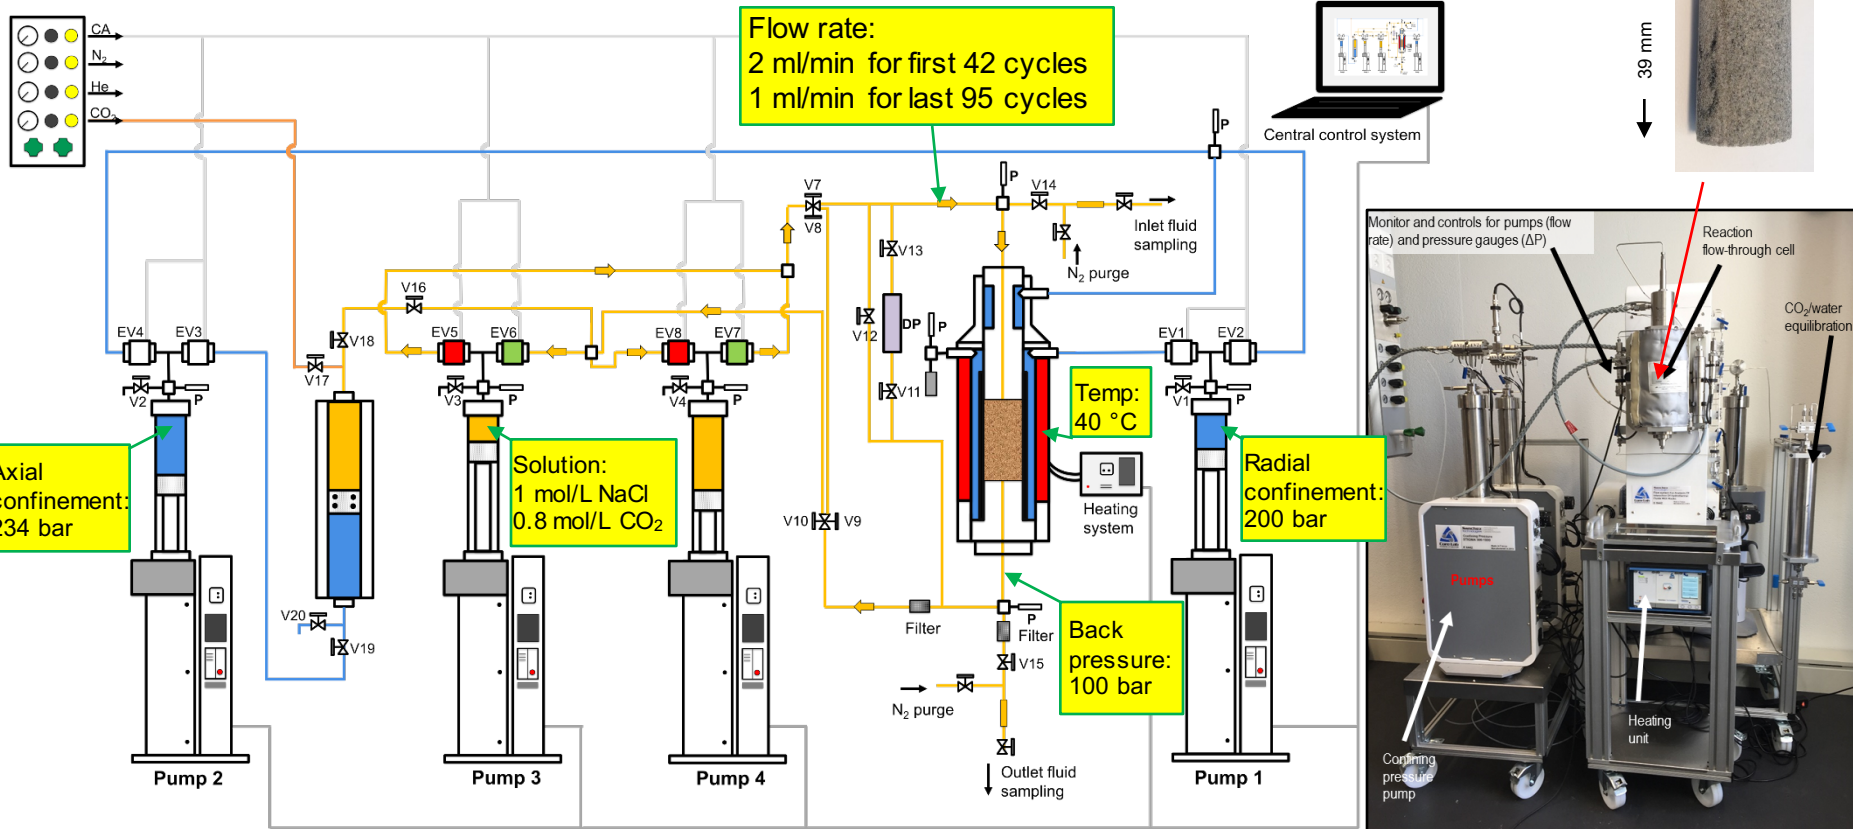 CA
N₂
He
CO₂
Flow rate:
2 ml/min for first 42 cycles
1 ml/min for last 95 cycles
P
Central control system
39 mm
V7
V8
P
V14
Inlet fluid
sampling
N₂ purge
V13
V12
DP
P
V11
V16
EV4
EV3
V18
V17
EV5
EV6
EV8
EV7
EV1
EV2
V2
P
V3
P
V4
P
V1
P
Axial
confinement:
234 bar
Solution:
1 mol/L NaCl
0.8 mol/L CO₂
Temp:
40 °C
Radial
confinement:
200 bar
Heating
system
V10
V9
V20
V19
Filter
P
Filter
V15
Back
pressure:
100 bar
N₂ purge
Outlet fluid
sampling
Pump 2
Pump 3
Pump 4
Pump 1
Monitor and controls for pumps (flow
rate) and pressure gauges (ΔP)
Reaction
flow-through cell
CO₂/water
equilibration
Pumps
Heating
unit
Confining
pressure
pump